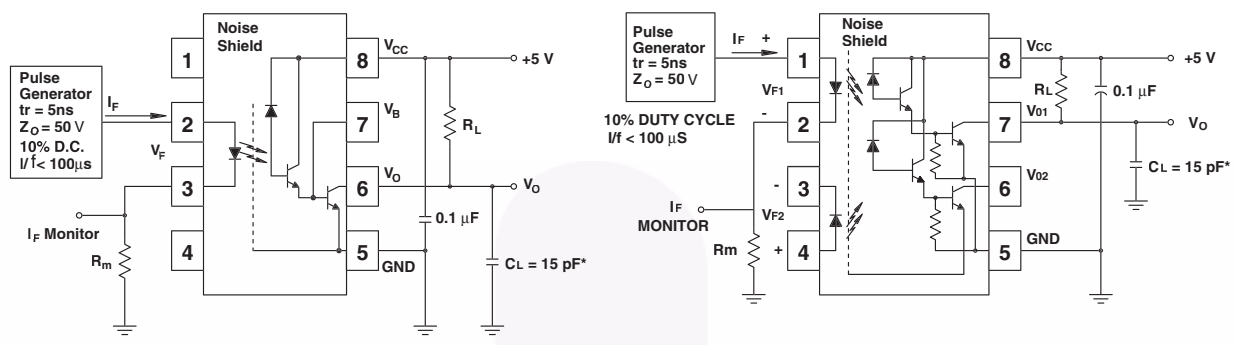 Noise
Shield
1
2
3
4
8
7
6
5
VCC
VB
VO
GND
+5 V
RL
VO
0.1 μF
CL = 15 pF*
Pulse
Generator
tr = 5ns
ZO = 50 V
10% D.C.
I/f < 100μs
IF
VF
IF Monitor
Rm
Pulse
Generator
tr = 5ns
ZO = 50 V
IF +
10% DUTY CYCLE
I/f < 100 μS
VF1
-
-
VF2
+
IF
MONITOR
Rm
Noise
Shield
1
2
3
4
8
7
6
5
VCC
V01
V02
GND
+5 V
RL
0.1 μF
VO
CL = 15 pF*